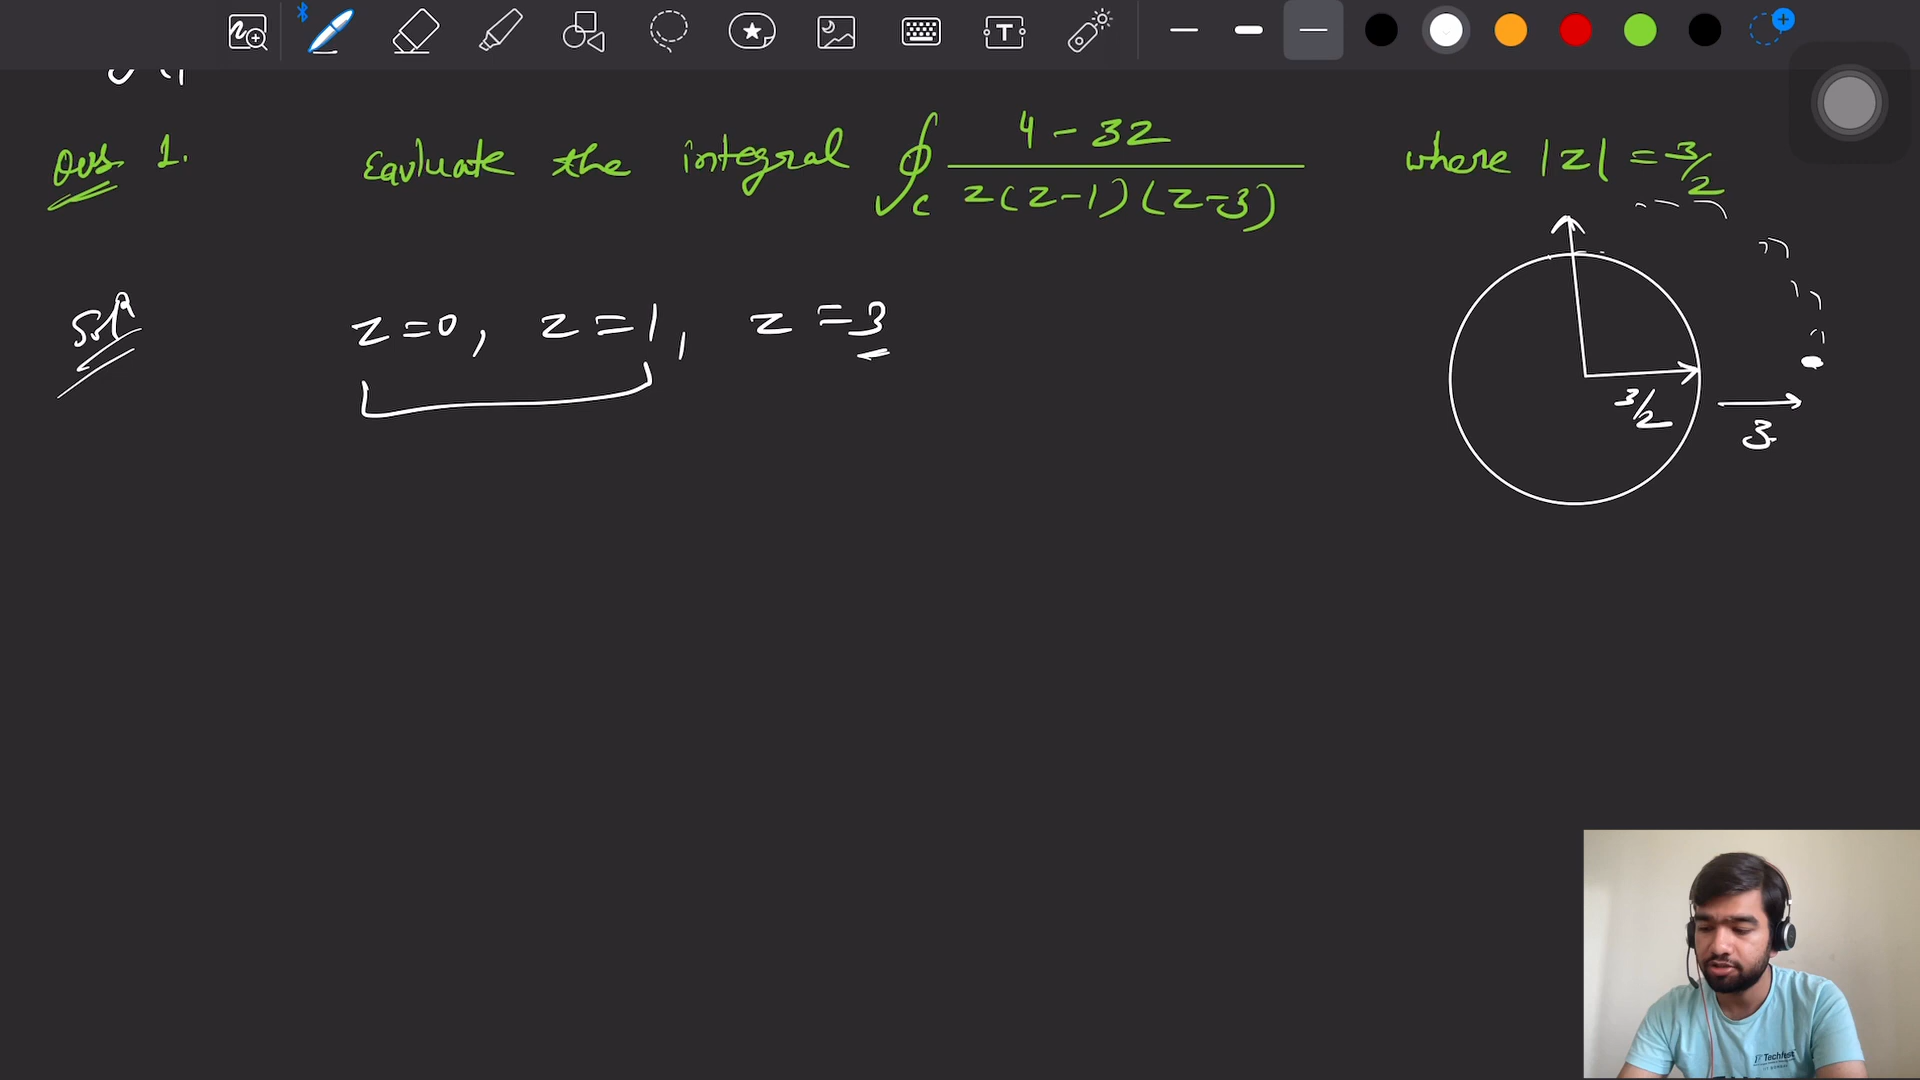 Ques 1. Eavluate the integral ∮c 4 - 3z / z(z-1)(z-3) where |z| = 3/2
Sol^n z=0, z=1, z=3
3/2
3
Techfest